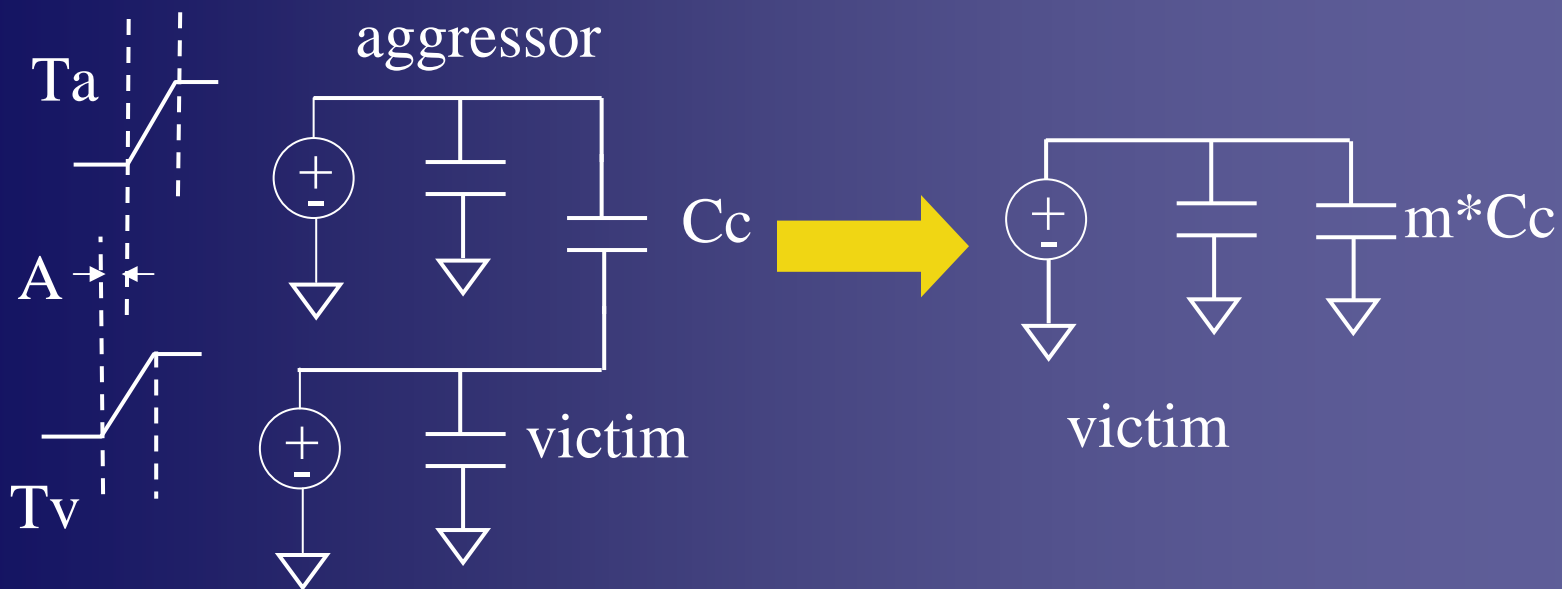 aggressor
Ta
A
Tv
+
-
Cc
+
-
victim
+
-
m*Cc
victim